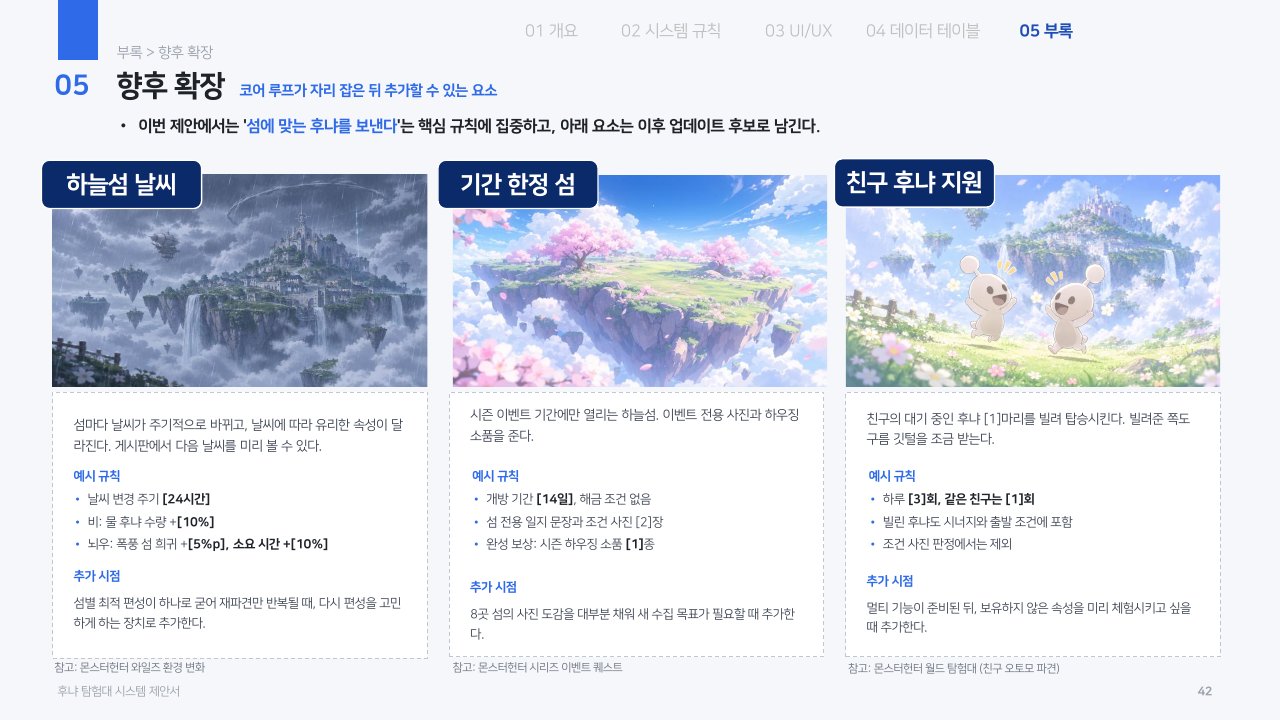 01 개요 02 시스템 규칙 03 UI/UX 04 데이터 테이블 05 부록
부록 > 향후 확장
05 향후 확장 코어 루프가 자리 잡은 뒤 추가할 수 있는 요소
• 이번 제안에서는 '섬에 맞는 후냐를 보낸다'는 핵심 규칙에 집중하고, 아래 요소는 이후 업데이트 후보로 남긴다.
하늘섬 날씨
섬마다 날씨가 주기적으로 바뀌고, 날씨에 따라 유리한 속성이 달
라진다. 게시판에서 다음 날씨를 미리 볼 수 있다.
예시 규칙
• 날씨 변경 주기 [24시간]
• 비: 물 후냐 수량 +[10%]
• 뇌우: 폭풍 섬 희귀 +[5%p], 소요 시간 +[10%]
추가 시점
섬별 최적 편성이 하나로 굳어 재파견만 반복될 때, 다시 편성을 고민
하게 하는 장치로 추가한다.
참고: 몬스터헌터 와일즈 환경 변화
기간 한정 섬
시즌 이벤트 기간에만 열리는 하늘섬. 이벤트 전용 사진과 하우징
소품을 준다.
예시 규칙
• 개방 기간 [14일], 해금 조건 없음
• 섬 전용 일지 문장과 조건 사진 [2]장
• 완성 보상: 시즌 하우징 소품 [1]종
추가 시점
8곳 섬의 사진 도감을 대부분 채워 새 수집 목표가 필요할 때 추가한
다.
참고: 몬스터헌터 시리즈 이벤트 퀘스트
친구 후냐 지원
친구의 대기 중인 후냐 [1]마리를 빌려 탑승시킨다. 빌려준 쪽도
구름 깃털을 조금 받는다.
예시 규칙
• 하루 [3]회, 같은 친구는 [1]회
• 빌린 후냐도 시너지와 출발 조건에 포함
• 조건 사진 판정에서는 제외
추가 시점
멀티 기능이 준비된 뒤, 보유하지 않은 속성을 미리 체험시키고 싶을
때 추가한다.
참고: 몬스터헌터 월드 탐험대 (친구 오토모 파견)
후냐 탐험대 시스템 제안서
42